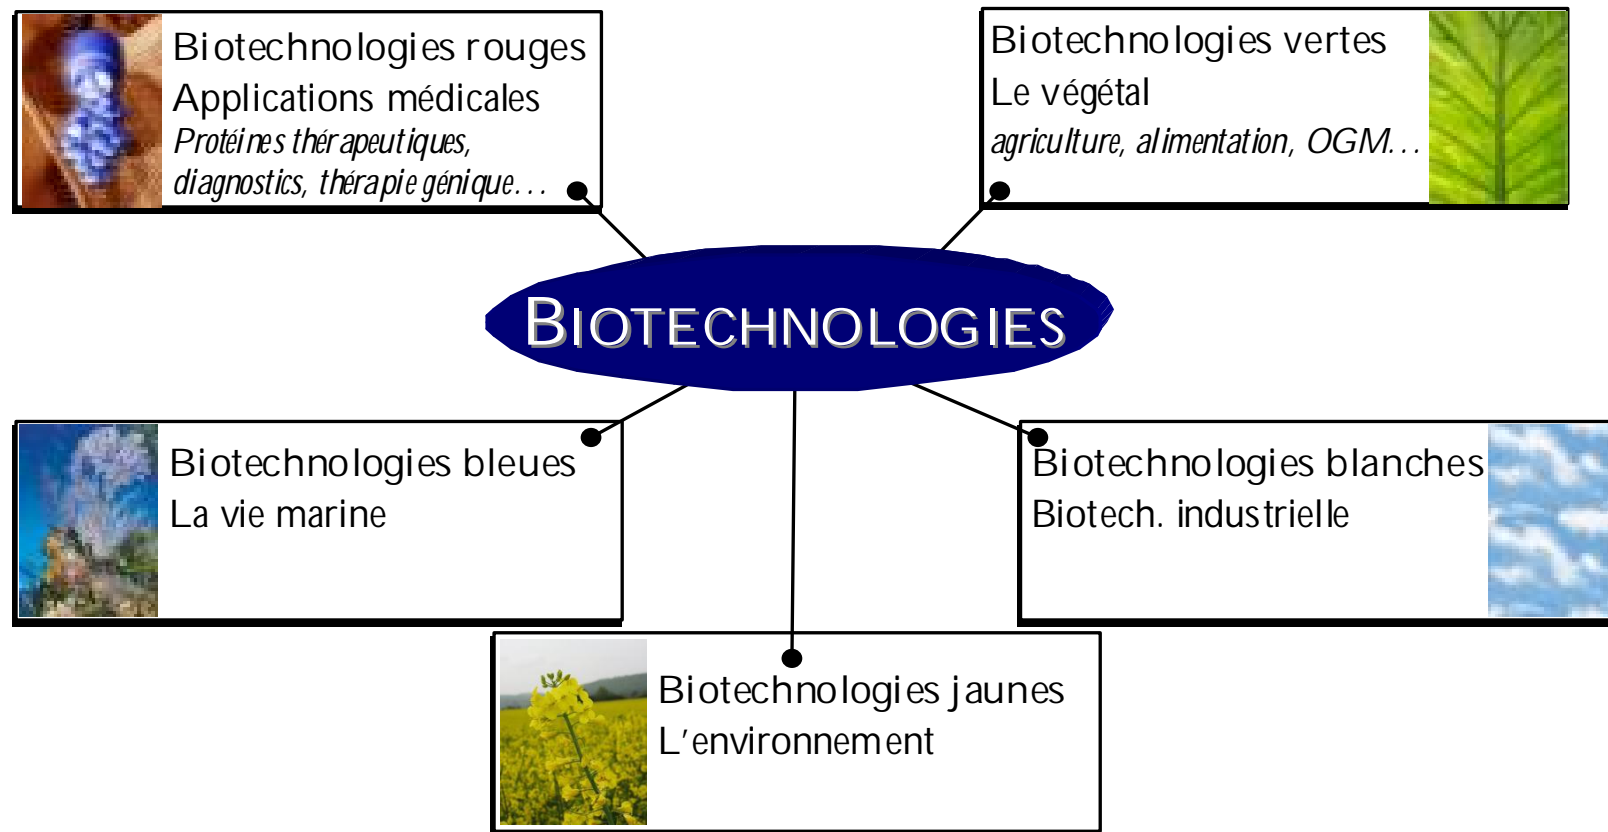 Biotechnologies rouges
Applications médicales
Protéines thérapeutiques,
diagnostics, thérapie génique...
Biotechnologies vertes
Le végétal
agriculture, alimentation, OGM...
BIOTECHNOLOGIES
Biotechnologies bleues
La vie marine
Biotechnologies blanches
Biotech. industrielle
Biotechnologies jaunes
L'environnement